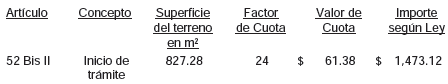 Artículo Concepto Superficie Factor Valor de Importe
del terreno de Cuota Cuota según Ley
en m²
52 Bis II Inicio de 827.28 24 $ 61.38 $ 1,473.12
trámite